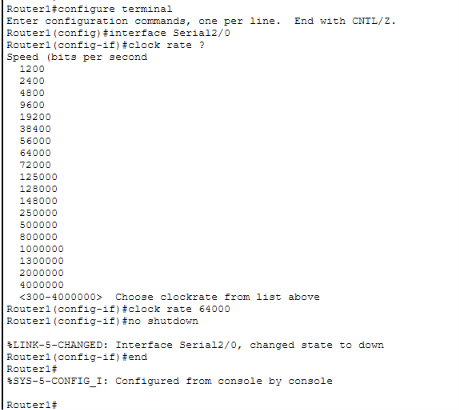 Router1#configure terminal
Enter configuration commands, one per line.  End with CNTL/Z.
Router1(config)#interface Serial2/0
Router1(config-if)#clock rate ?
Speed (bits per second
  1200
  2400
  4800
  9600
  19200
  38400
  56000
  64000
  72000
  125000
  128000
  148000
  250000
  500000
  800000
  1000000
  1300000
  2000000
  4000000
  <300-4000000>  Choose clockrate from list above
Router1(config-if)#clock rate 64000
Router1(config-if)#no shutdown
%LINK-5-CHANGED: Interface Serial2/0, changed state to down
Router1(config-if)#end
Router1#
%SYS-5-CONFIG_I: Configured from console by console
Router1#